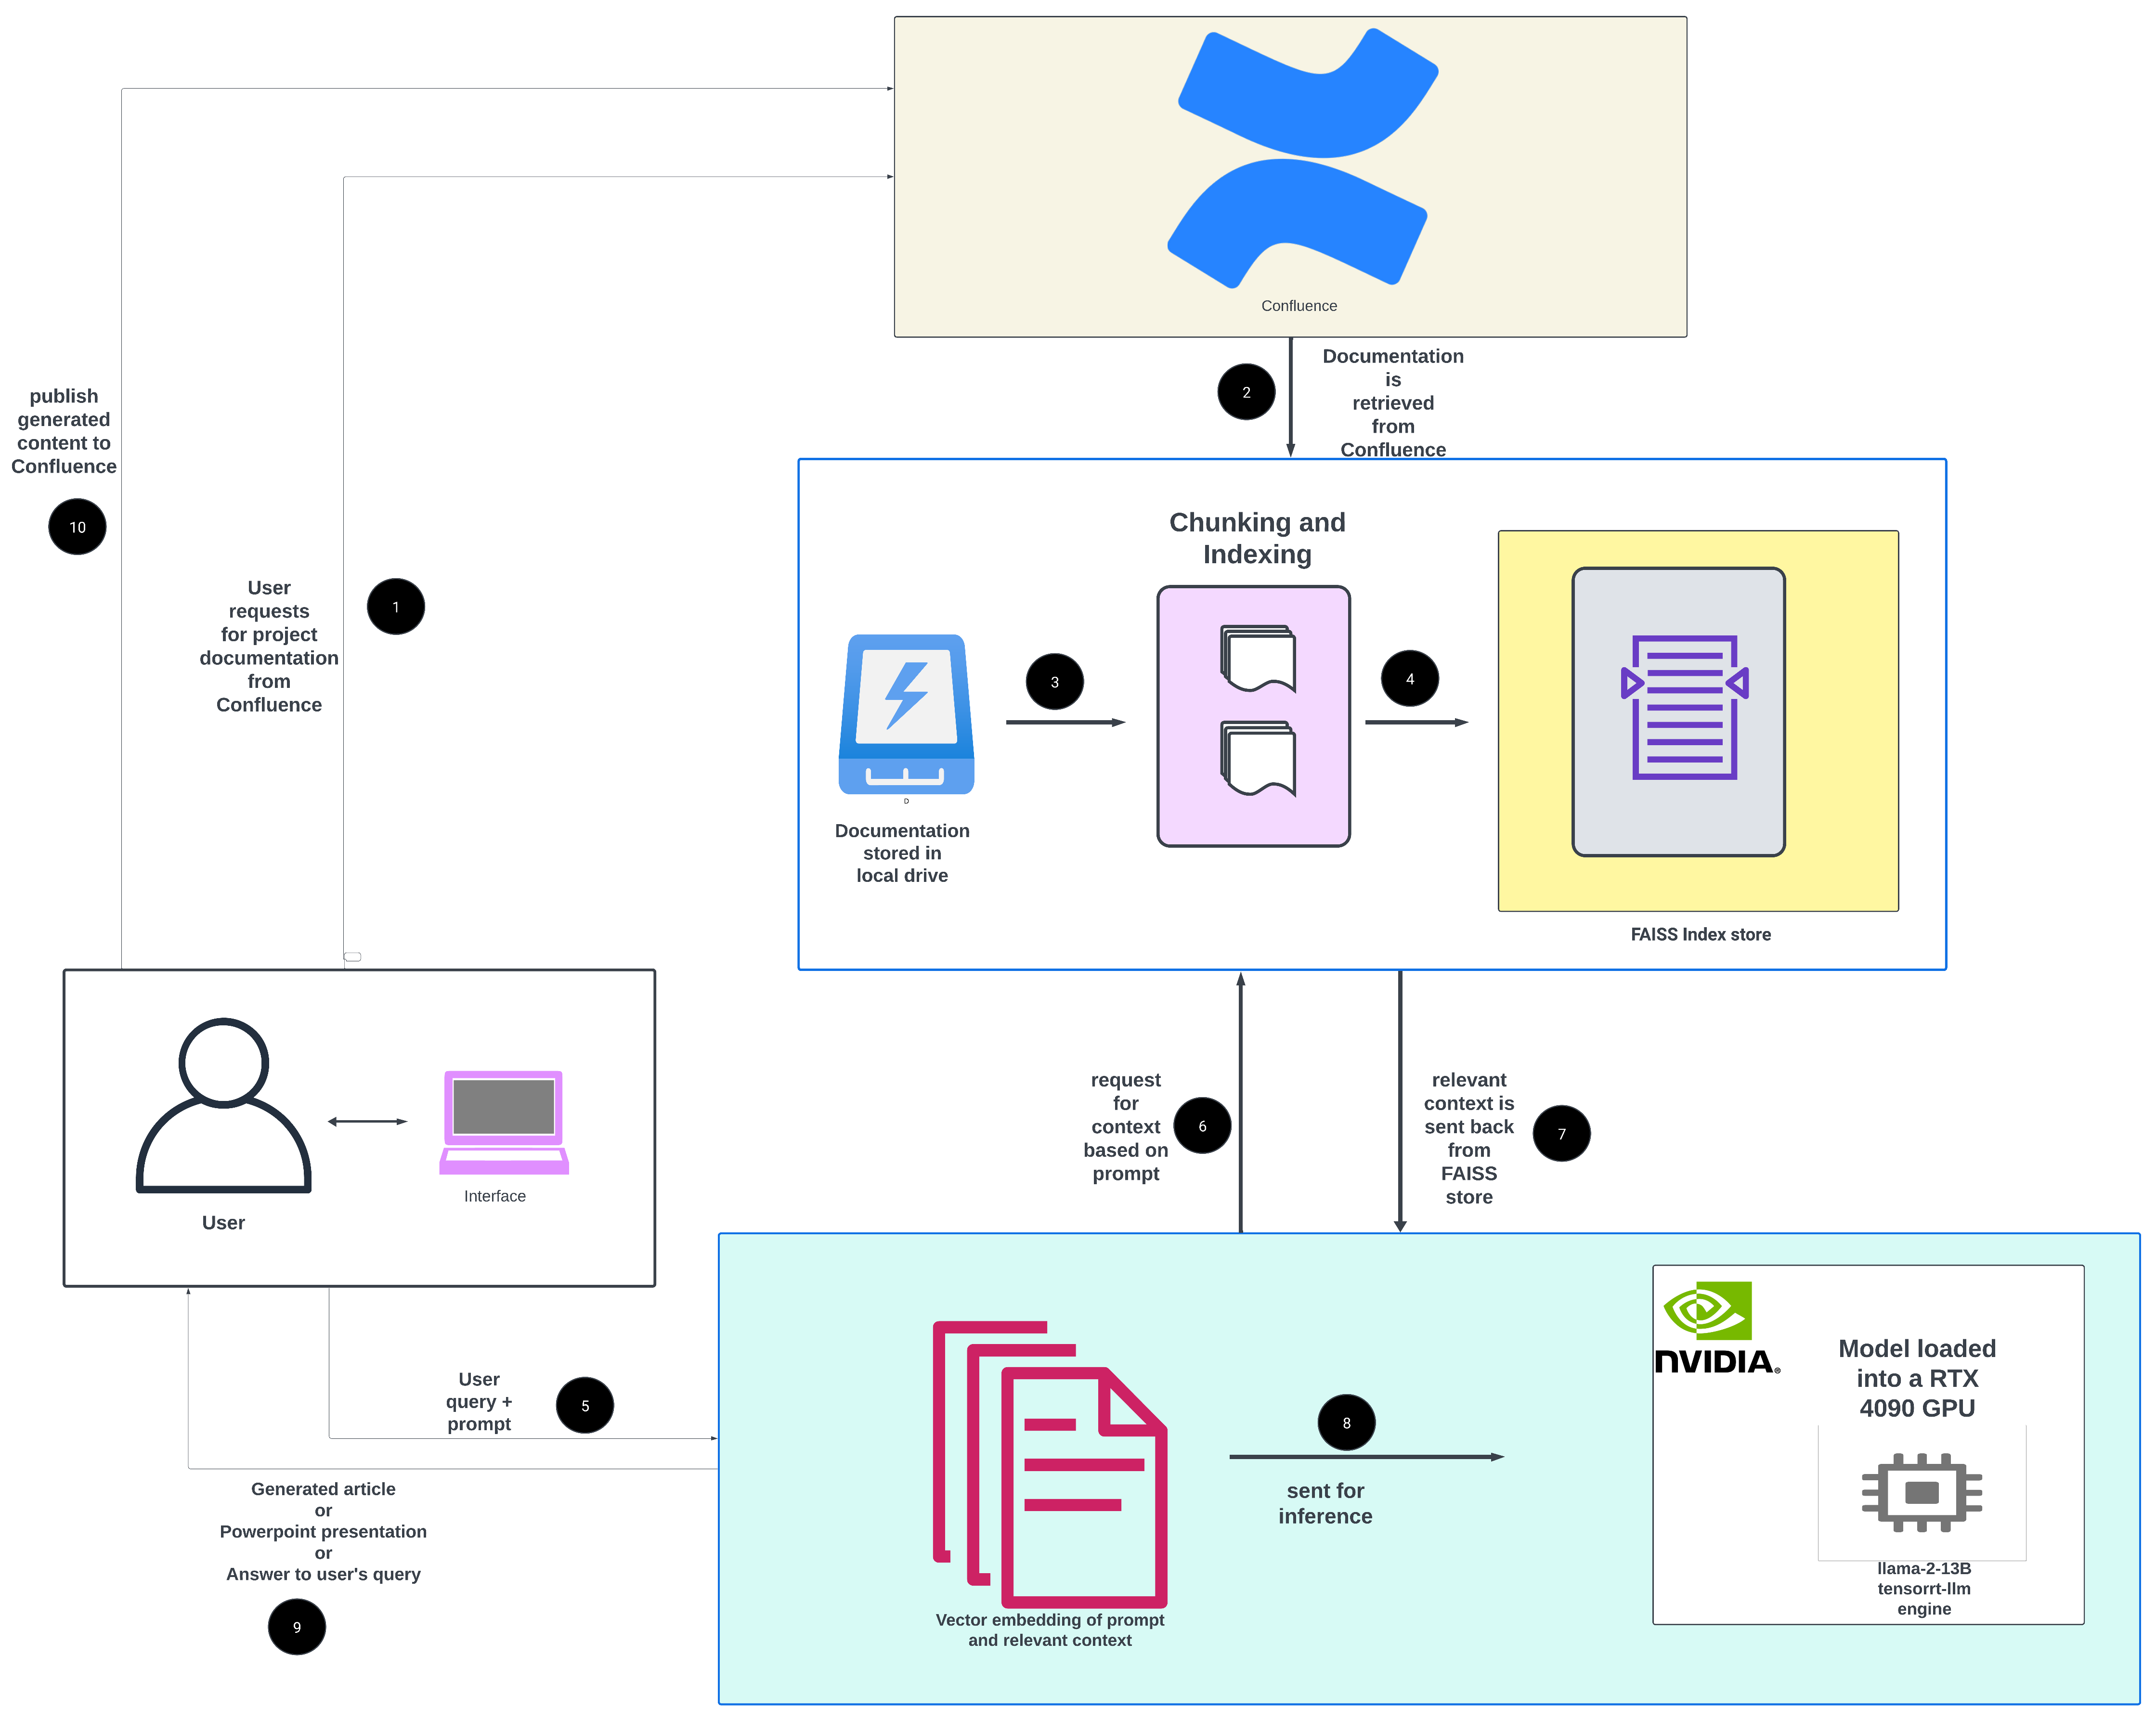 Confluence
2
Documentation
is
retrieved
from
Confluence
publish
generated
content to
Confluence
10
User
requests
for project
documentation
from
Confluence
1
Chunking and
Indexing
3
4
D
Documentation
stored in
local drive
FAISS Index store
User
Interface
request
for
context
based on
prompt
6
relevant
context is
sent back
from
FAISS
store
7
User
query +
prompt
5
Generated article
or
Powerpoint presentation
or
Answer to user's query
9
Vector embedding of prompt
and relevant context
8
sent for
inference
NVIDIA®
Model loaded
into a RTX
4090 GPU
llama-2-13B
tensorrt-llm
engine